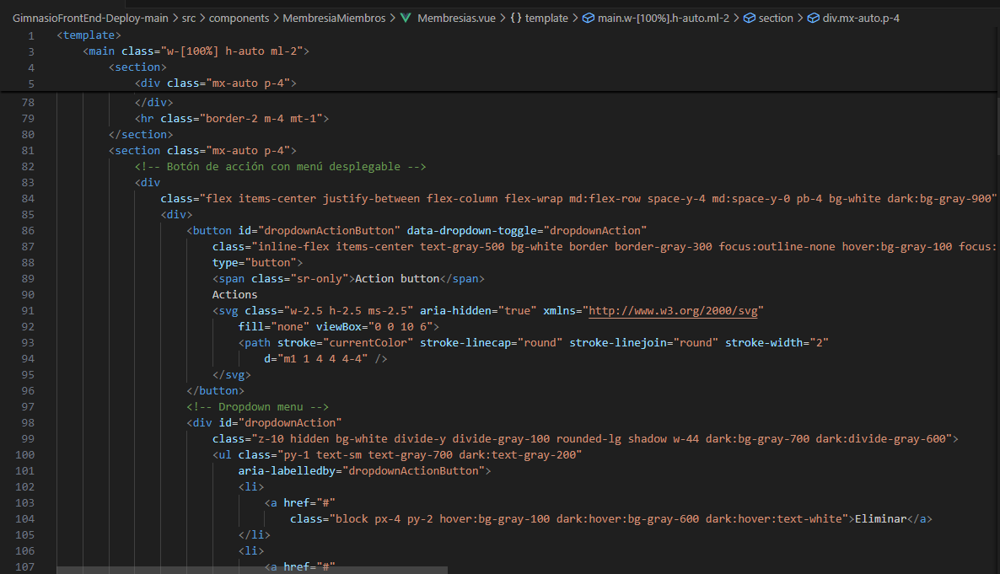 GimnasioFrontEnd-Deploy-main > src > components > MembresiaMiembros > Membresias.vue > {} template > main.w-[100%].h-auto.ml-2 > section > div.mx-auto.p-4
1 <template>
3 <main class="w-[100%] h-auto ml-2">
4 <section>
5 <div class="mx-auto p-4">
78 </div>
79 <hr class="border-2 m-4 mt-1">
80 </section>
81 <section class="mx-auto p-4">
82 <!-- Botón de acción con menú desplegable -->
83 <div
84 class="flex items-center justify-between flex-column flex-wrap md:flex-row space-y-4 md:space-y-0 pb-4 bg-white dark:bg-gray-900"
85 <div>
86 <button id="dropdownActionButton" data-dropdown-toggle="dropdownAction"
87 class="inline-flex items-center text-gray-500 bg-white border border-gray-300 focus:outline-none hover:bg-gray-100 focus:
88 type="button">
89 <span class="sr-only">Action button</span>
90 Actions
91 <svg class="w-2.5 h-2.5 ms-2.5" aria-hidden="true" xmlns="http://www.w3.org/2000/svg"
92 fill="none" viewBox="0 0 10 6">
93 <path stroke="currentColor" stroke-linecap="round" stroke-linejoin="round" stroke-width="2"
94 d="m1 1 4 4 4-4" />
95 </svg>
96 </button>
97 <!-- Dropdown menu -->
98 <div id="dropdownAction"
99 class="z-10 hidden bg-white divide-y divide-gray-100 rounded-lg shadow w-44 dark:bg-gray-700 dark:divide-gray-600">
100 <ul class="py-1 text-sm text-gray-700 dark:text-gray-200"
101 aria-labelledby="dropdownActionButton">
102 <li>
103 <a href="#"
104 class="block px-4 py-2 hover:bg-gray-100 dark:hover:bg-gray-600 dark:hover:text-white">Eliminar</a>
105 </li>
106 <li>
107 <a href="#"